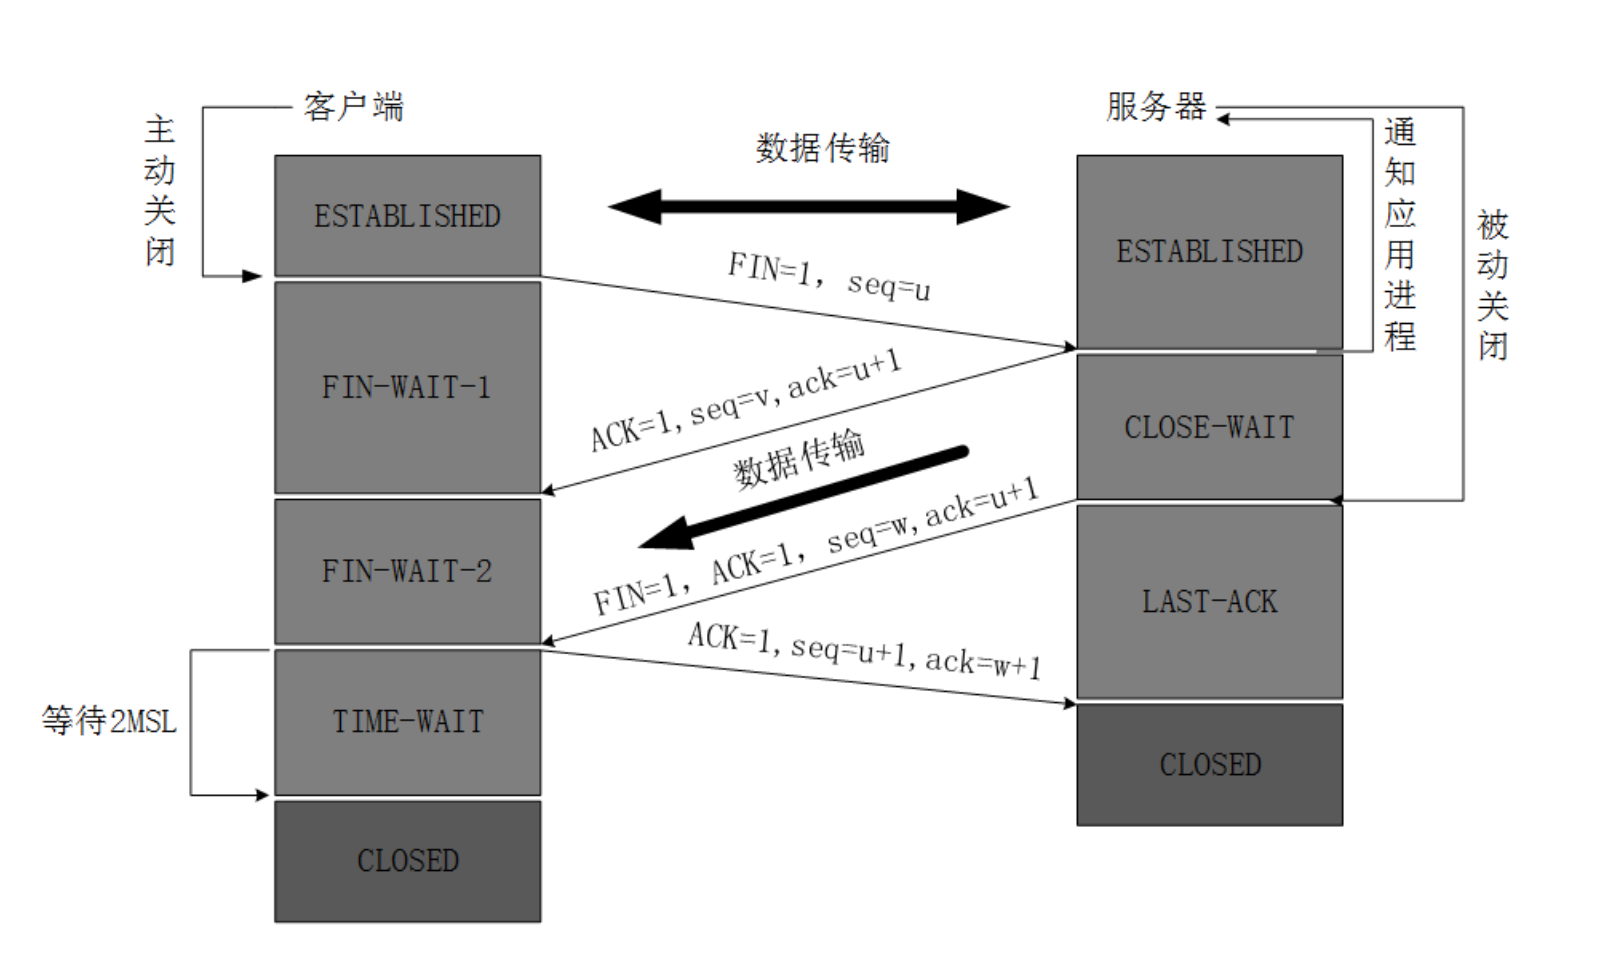 客户端
服务器
主动关闭
数据传输
通知应用进程
被动关闭
ESTABLISHED
ESTABLISHED
FIN=1, seq=u
FIN-WAIT-1
ACK=1,seq=v,ack=u+1
CLOSE-WAIT
数据传输
FIN=1, ACK=1, seq=w,ack=u+1
FIN-WAIT-2
LAST-ACK
ACK=1,seq=u+1,ack=w+1
等待2MSL
TIME-WAIT
CLOSED
CLOSED